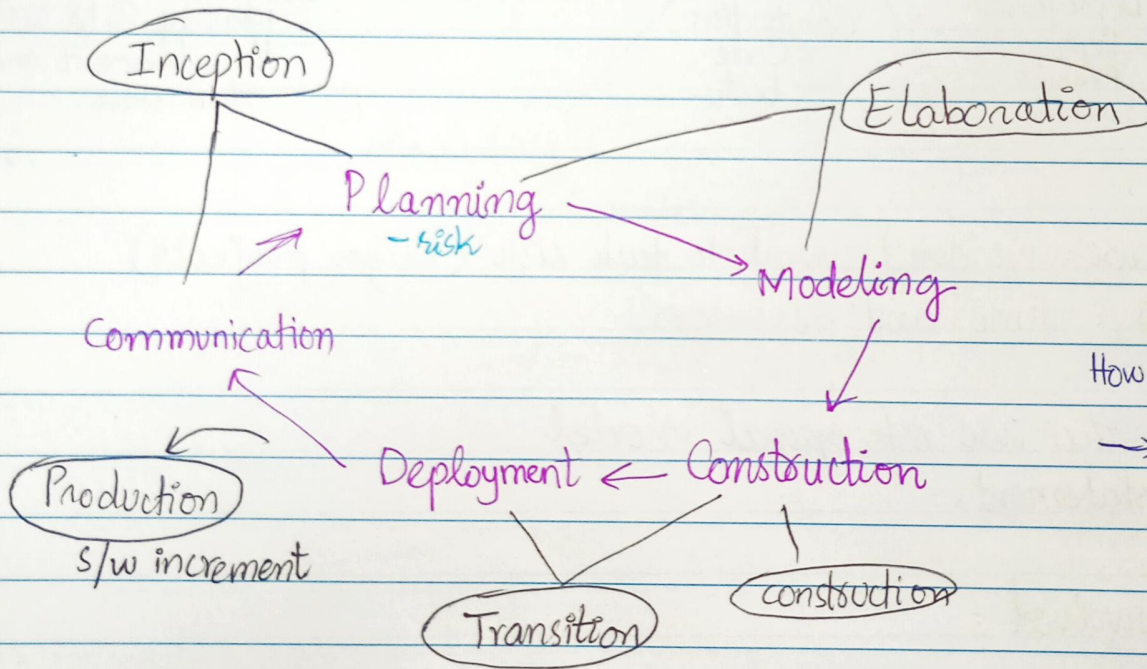 Inception
Elaboration
Planning
- risk
Modeling
Communication
How
Deployment
Construction
Production
s/w increment
construction
Transition